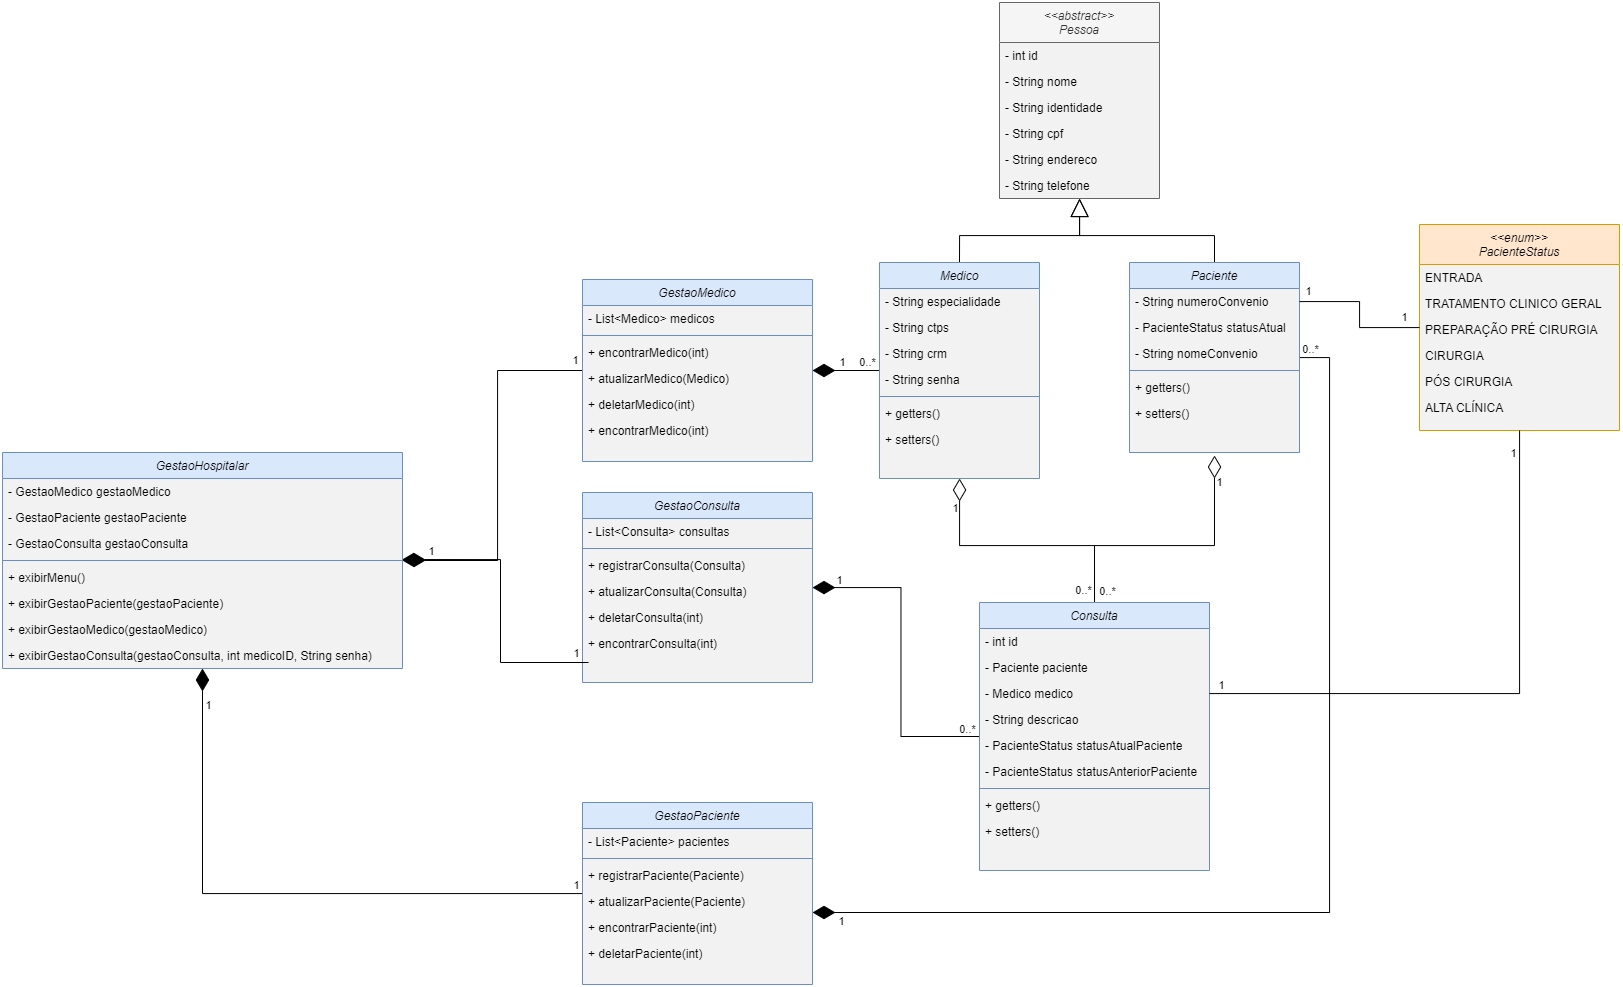 <<abstract>>
Pessoa
- int id
- String nome
- String identidade
- String cpf
- String endereco
- String telefone
<<enum>>
PacienteStatus
ENTRADA
TRATAMENTO CLINICO GERAL
PREPARAÇÃO PRÉ CIRURGIA
CIRURGIA
PÓS CIRURGIA
ALTA CLÍNICA
Medico
- String especialidade
- String ctps
- String crm
- String senha
+ getters()
+ setters()
Paciente
- String numeroConvenio
- PacienteStatus statusAtual
- String nomeConvenio
+ getters()
+ setters()
1
1
0..*
1
GestaoMedico
- List<Medico> medicos
+ encontrarMedico(int)
+ atualizarMedico(Medico)
+ deletarMedico(int)
+ encontrarMedico(int)
1
1
0..*
GestaoHospitalar
- GestaoMedico gestaoMedico
- GestaoPaciente gestaoPaciente
- GestaoConsulta gestaoConsulta
+ exibirMenu()
+ exibirGestaoPaciente(gestaoPaciente)
+ exibirGestaoMedico(gestaoMedico)
+ exibirGestaoConsulta(gestaoConsulta, int medicoID, String senha)
1
1
GestaoConsulta
- List<Consulta> consultas
+ registrarConsulta(Consulta)
+ atualizarConsulta(Consulta)
+ deletarConsulta(int)
+ encontrarConsulta(int)
1
1
0..*
1
1
0..*
0..*
Consulta
- int id
- Paciente paciente
- Medico medico
- String descricao
- PacienteStatus statusAtualPaciente
- PacienteStatus statusAnteriorPaciente
+ getters()
+ setters()
1
GestaoPaciente
- List<Paciente> pacientes
+ registrarPaciente(Paciente)
+ atualizarPaciente(Paciente)
+ encontrarPaciente(int)
+ deletarPaciente(int)
1
1